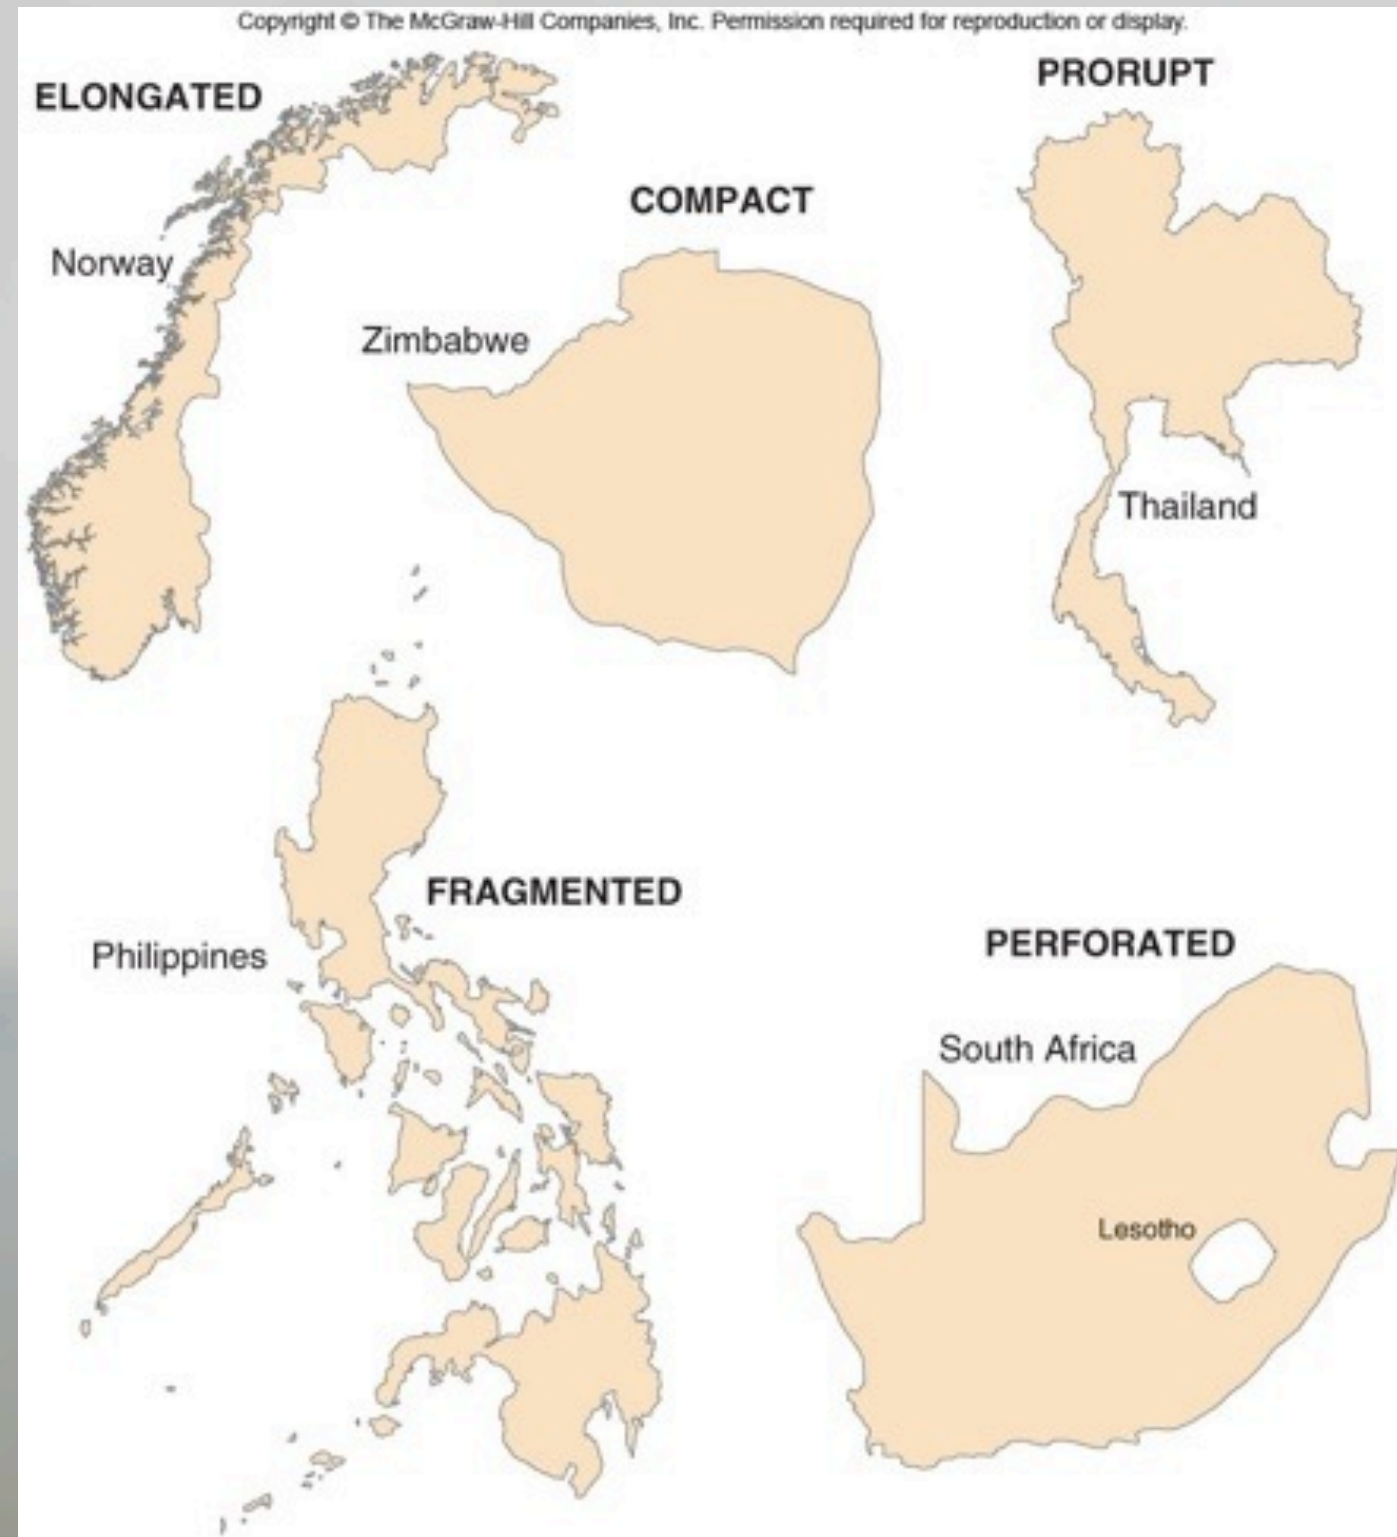 Copyright © The McGraw-Hill Companies, Inc. Permission required for reproduction or display.
ELONGATED
PRORUPT
COMPACT
Norway
Zimbabwe
Thailand
FRAGMENTED
Philippines
PERFORATED
South Africa
Lesotho